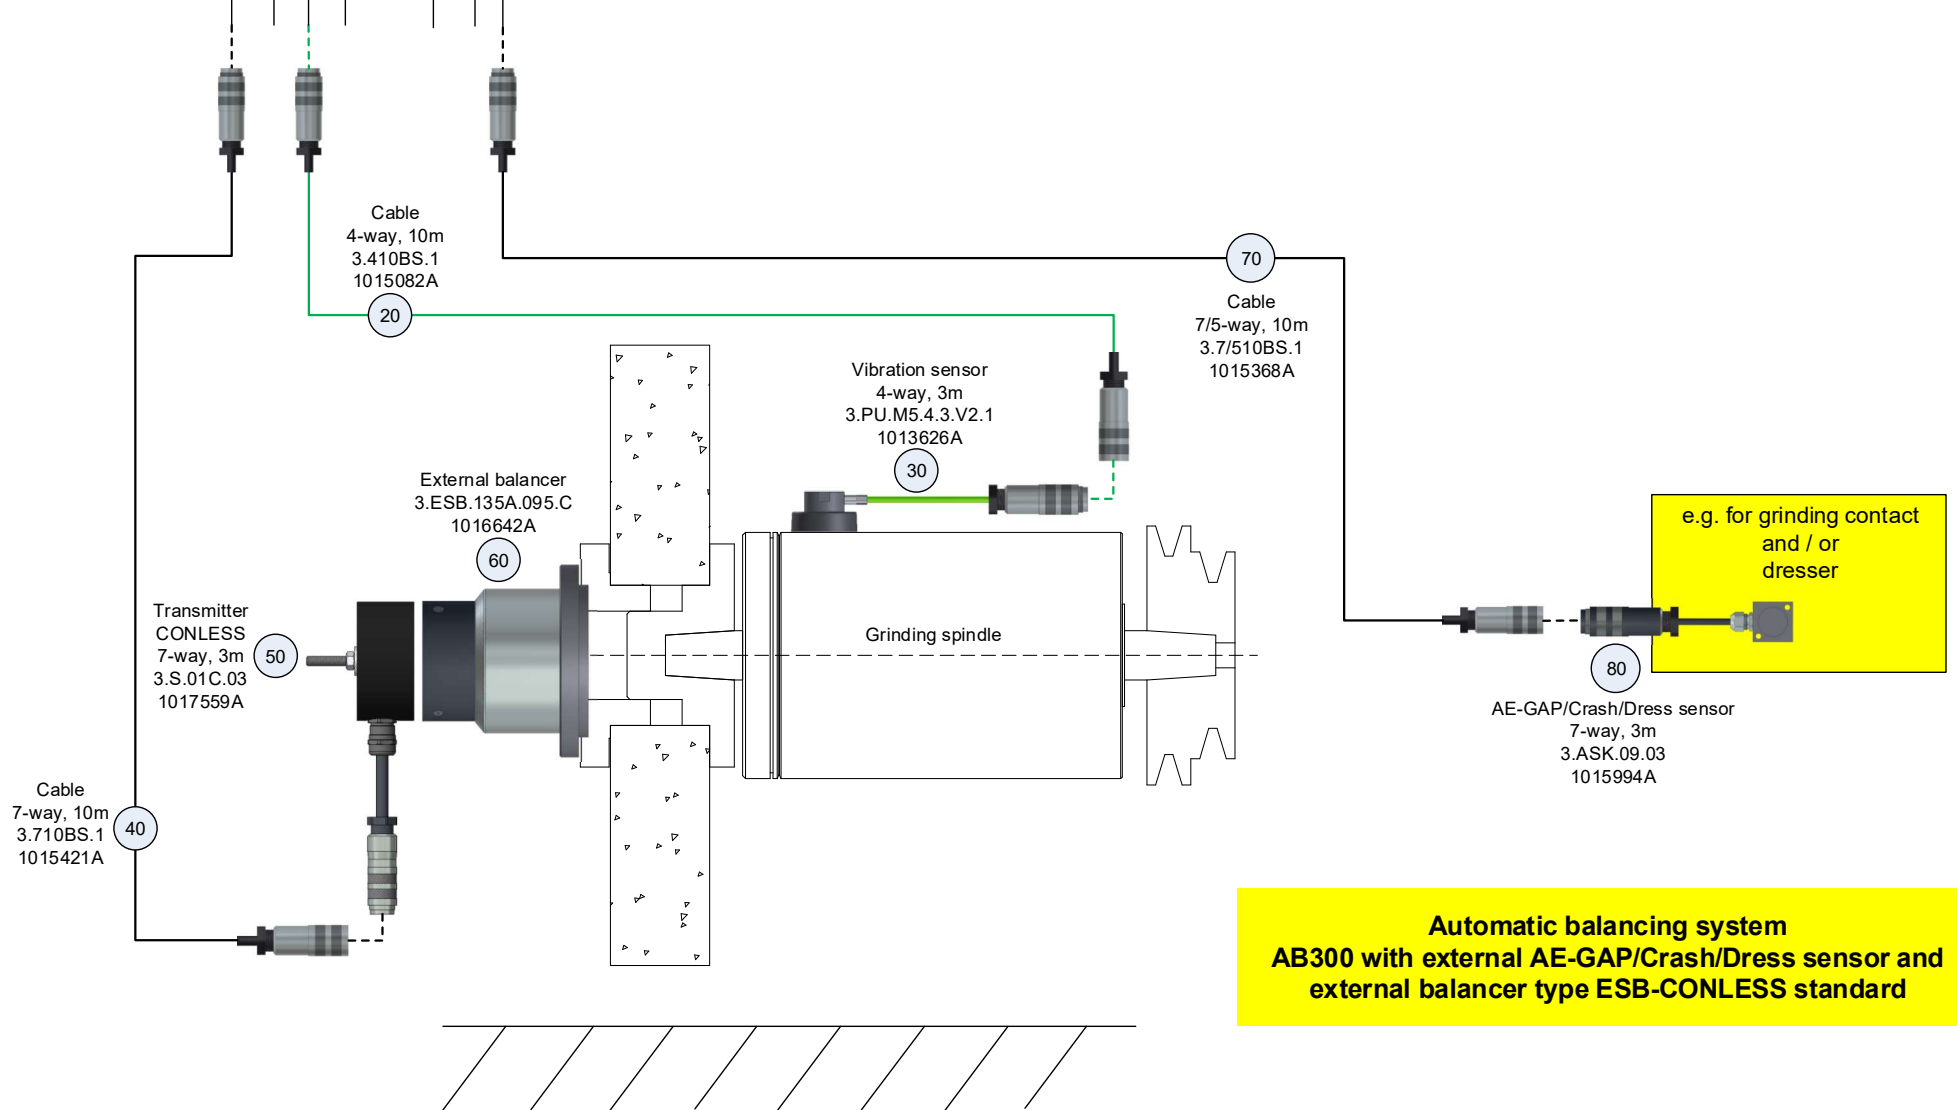 Cable
4-way, 10m
3.410BS.1
1015082A
20
70
Cable
7/5-way, 10m
3.7/510BS.1
1015368A
Vibration sensor
4-way, 3m
3.PU.M5.4.3.V2.1
1013626A
30
External balancer
3.ESB.135A.095.C
1016642A
60
e.g. for grinding contact
and / or
dresser
Transmitter
CONLESS
7-way, 3m
3.S.01C.03
1017559A
50
Grinding spindle
80
AE-GAP/Crash/Dress sensor
7-way, 3m
3.ASK.09.03
1015994A
Cable
7-way, 10m
3.710BS.1
1015421A
40
Automatic balancing system
AB300 with external AE-GAP/Crash/Dress sensor and
external balancer type ESB-CONLESS standard